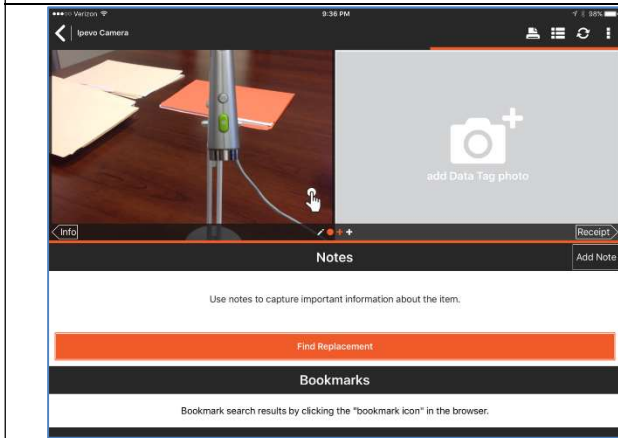 Verizon 9:36 PM 98%
Ipevo Camera
add Data Tag photo
Info
Receipt
Notes
Add Note
Use notes to capture important information about the item.
Find Replacement
Bookmarks
Bookmark search results by clicking the "bookmark icon" in the browser.